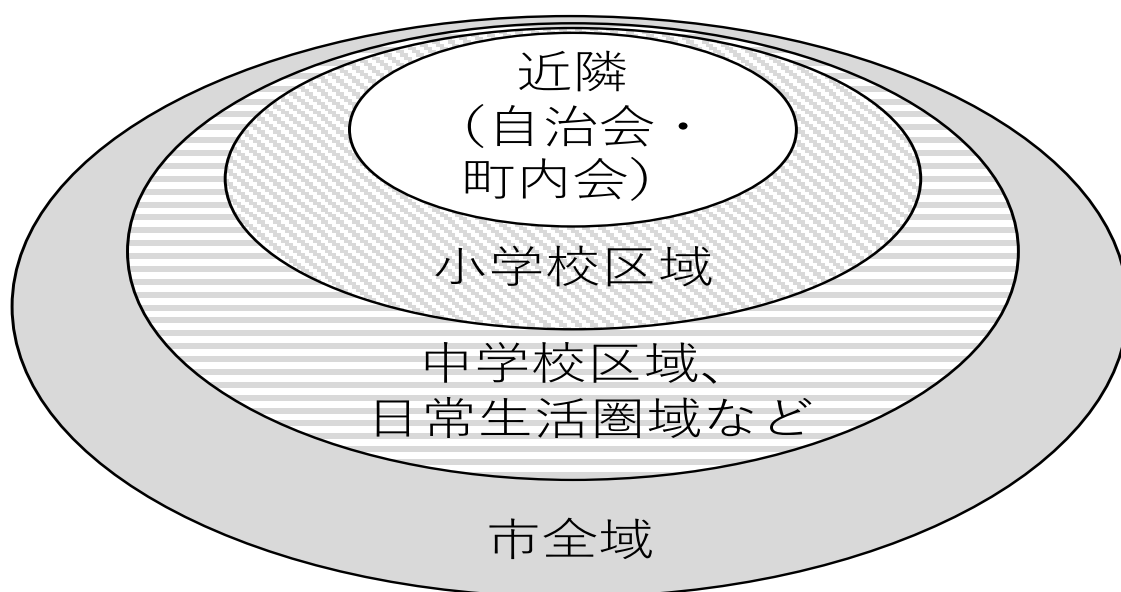 近隣
（自治会・
町内会）
小学校区域
中学校区域、
日常生活圏域など
市全域